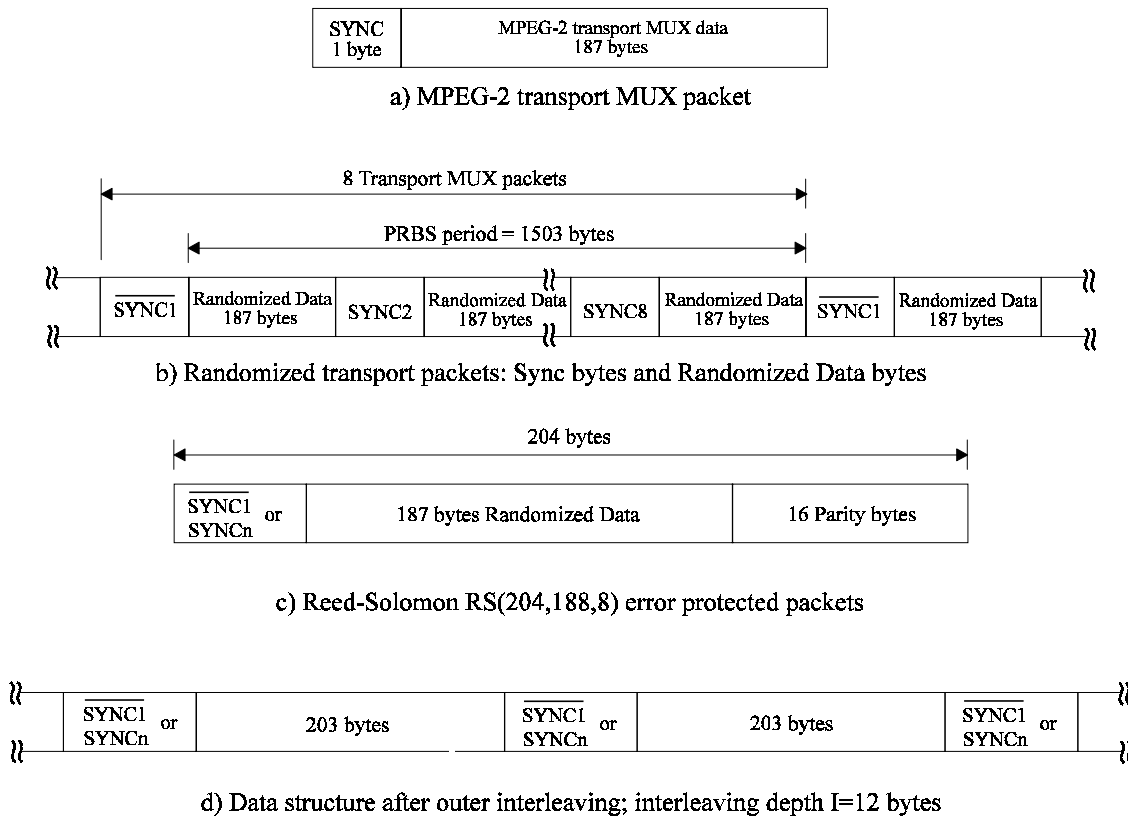 SYNC
1 byte
MPEG-2 transport MUX data
187 bytes
a) MPEG-2 transport MUX packet
8 Transport MUX packets
PRBS period = 1503 bytes
SYNC1
Randomized Data
187 bytes
SYNC2
Randomized Data
187 bytes
SYNC8
Randomized Data
187 bytes
SYNC1
Randomized Data
187 bytes
b) Randomized transport packets: Sync bytes and Randomized Data bytes
204 bytes
SYNC1 or
SYNCn
187 bytes Randomized Data
16 Parity bytes
c) Reed-Solomon RS(204,188,8) error protected packets
SYNC1 or
SYNCn
203 bytes
SYNC1 or
SYNCn
203 bytes
SYNC1 or
SYNCn
d) Data structure after outer interleaving; interleaving depth I=12 bytes